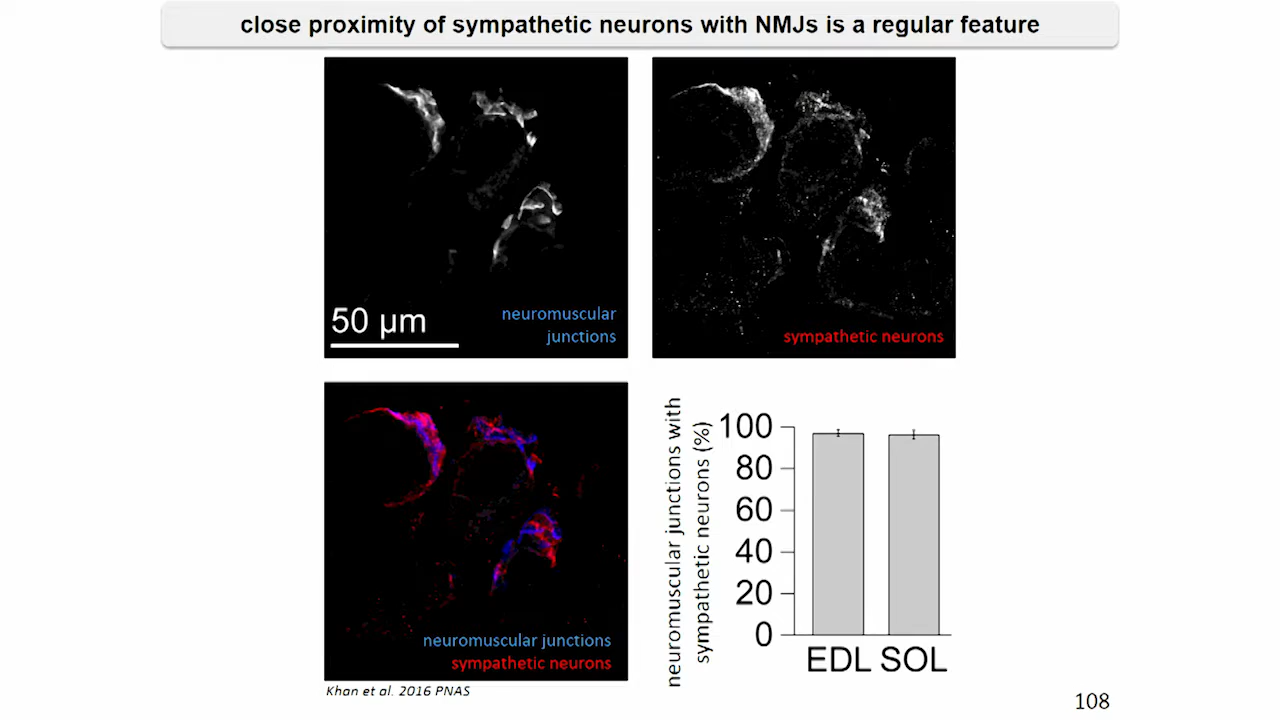 close proximity of sympathetic neurons with NMJs is a regular feature
50 µm
neuromuscular
junctions
sympathetic neurons
neuromuscular junctions
sympathetic neurons
Khan et al. 2016 PNAS
neuromuscular junctions with
sympathetic neurons (%)
100
80
60
40
20
0
EDL SOL
108